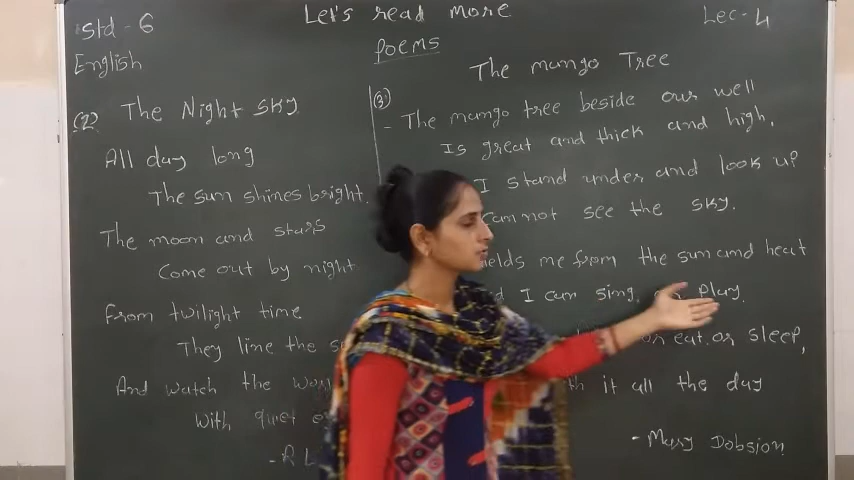 Std - 6
Let's read more
Lec - 4
English
Poems
(2) The Night Sky
All day long
The sun shines bright.
The moon and stars
Come out by night
From twilight time
They line the
And watch the
With quiet
- R L
The mango Tree
(3)
- The mango tree beside our well
Is great and thick and high,
I stand under and look up
cannot see the sky.
me from the sun and heat
I can sing, or play.
or eat, or sleep,
it all the day
- Mary Dobsion